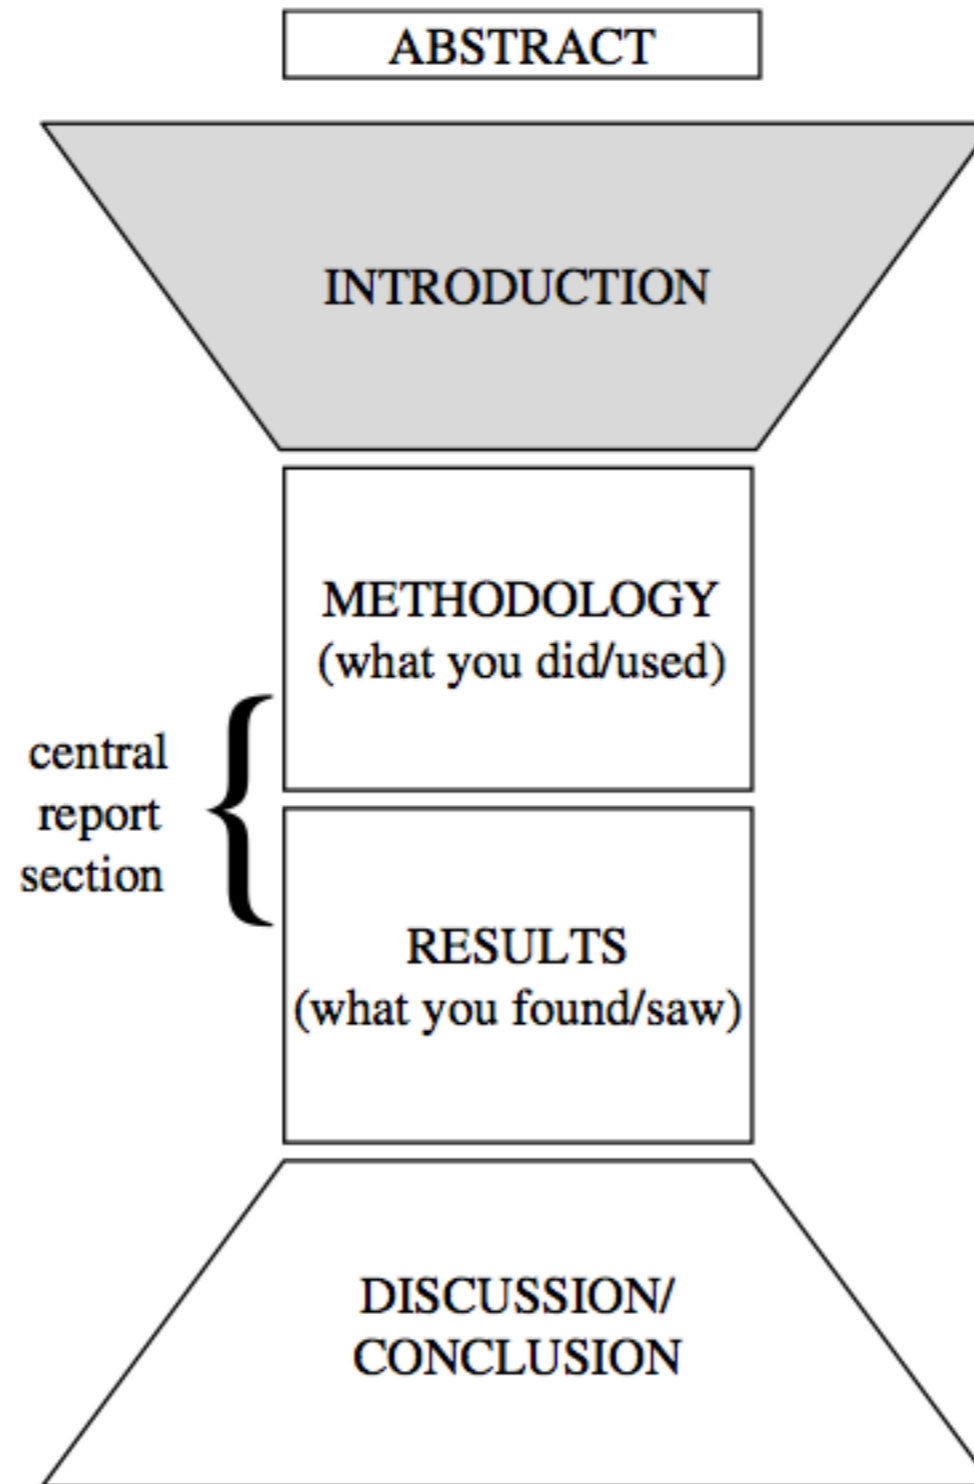 ABSTRACT
INTRODUCTION
METHODOLOGY
(what you did/used)
central
report
section
RESULTS
(what you found/saw)
DISCUSSION/
CONCLUSION